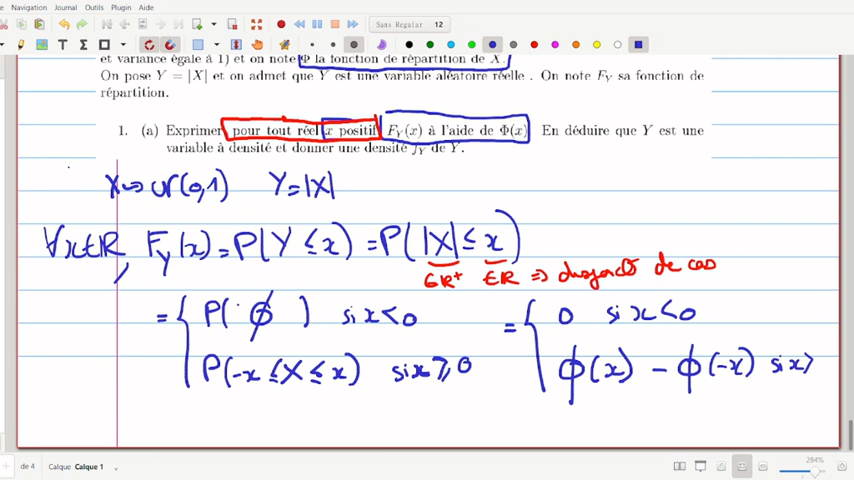 Navigation Journal Outils Plugin Aide
Exporter
Sans Regular 12
et variance égale à 1) et on note Φ la fonction de répartition de X.
On pose Y = |X| et on admet que Y est une variable aléatoire réelle . On note F_Y sa fonction de
répartition.
1. (a) Exprimer pour tout réel x positif F_Y(x) à l'aide de Φ(x) En déduire que Y est une
variable à densité et donner une densité f_Y de Y.
X ↪ 𝒩(0,1) Y=|X|
∀x∈ℝ, F_Y(x) = P(Y ≤ x) = P(|X| ≤ x)
∈ℝ⁺ ∈ℝ ⇒ de cas
= { P( ∅ ) si x<0 = { 0 si x<0
P(-x ≤ X ≤ x) si x ⩾ 0 Φ(x) - Φ(-x) si x ⩾
de 4 Calque Calque 1
284%